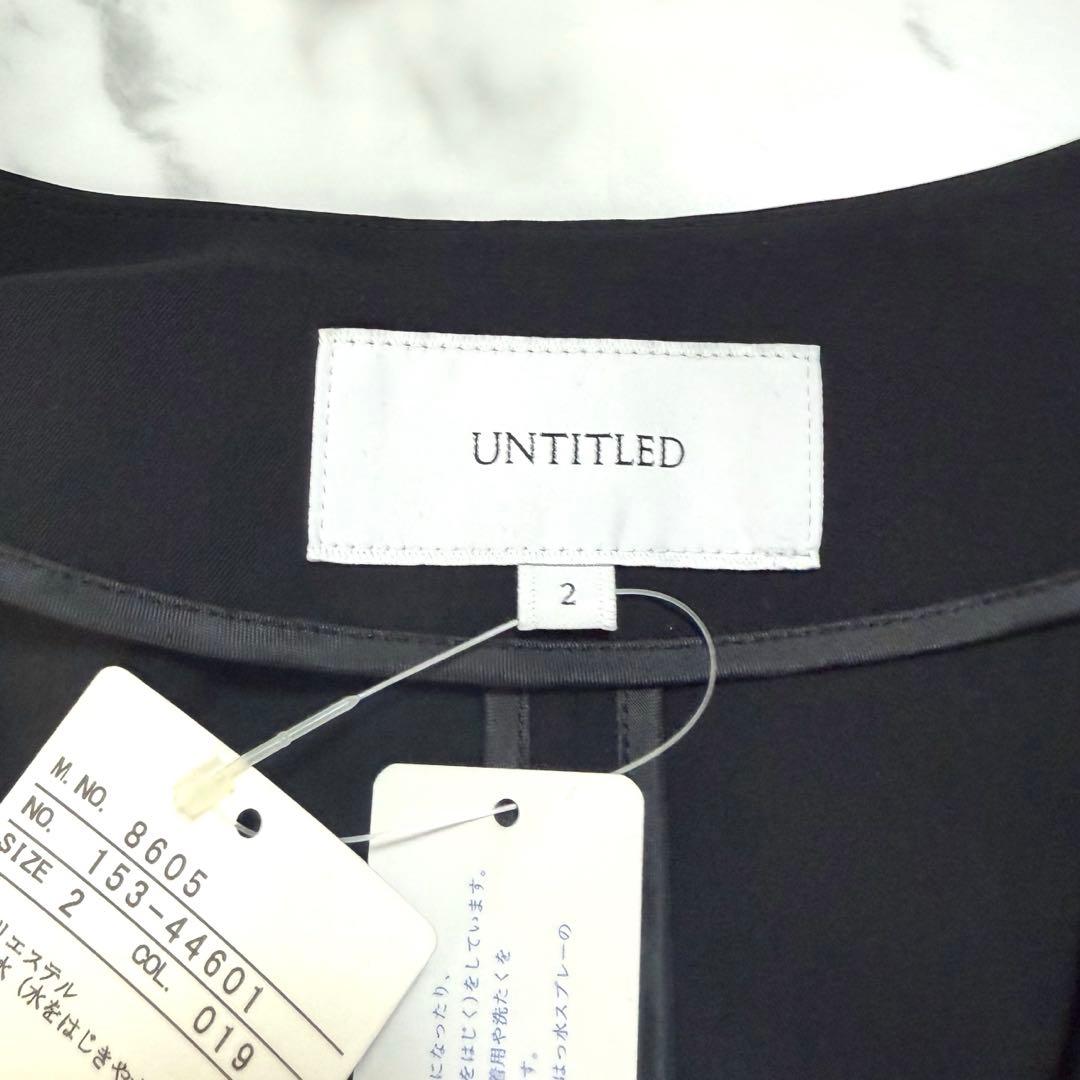 UNTITLED
2
M. NO. 8605
NO. 153-44601
SIZE 2 COL. 019
リエステル
水（水をはじきや
になったり、
をはじく)をしています。
着用や洗たくを
す。
はっ水スプレーの